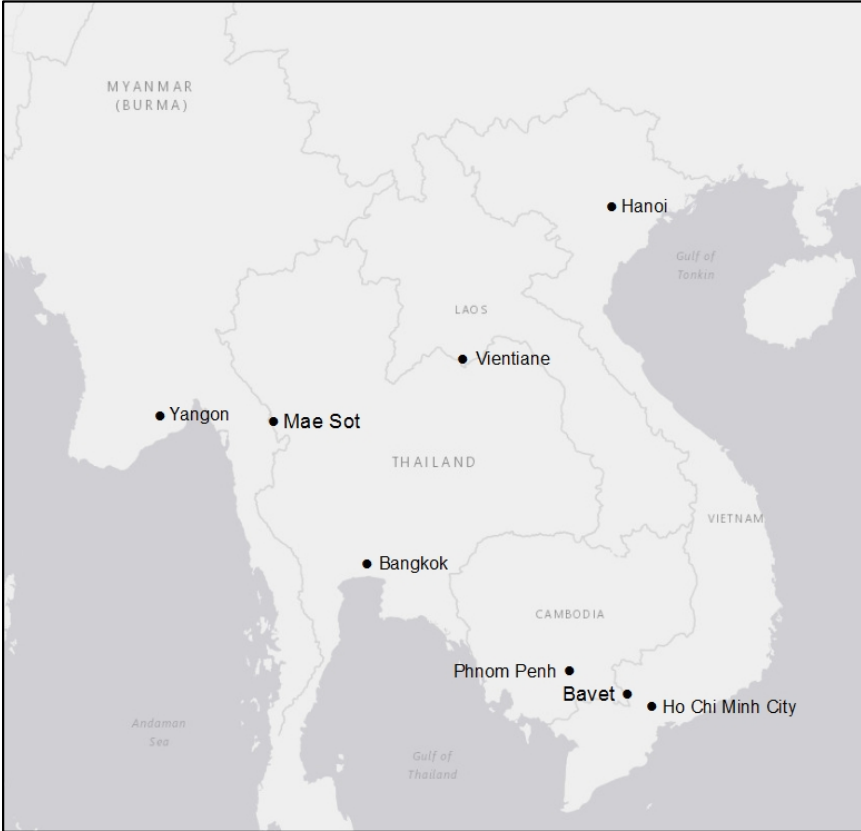 MYANMAR
(BURMA)
Hanoi
Gulf of
Tonkin
LAOS
Vientiane
Yangon
Mae Sot
THAILAND
VIETNAM
Bangkok
CAMBODIA
Phnom Penh
Bavet
Ho Chi Minh City
Andaman
Sea
Gulf of
Thailand